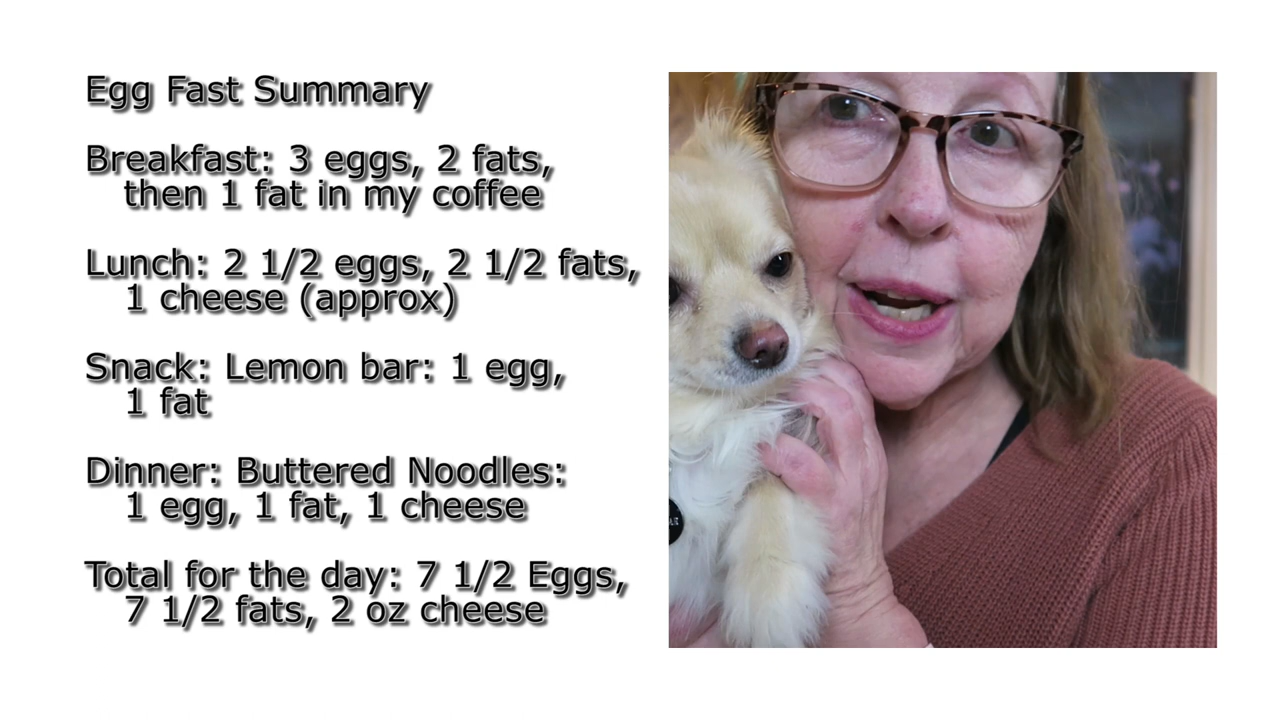 Egg Fast Summary
Breakfast: 3 eggs, 2 fats,
then 1 fat in my coffee
Lunch: 2 1/2 eggs, 2 1/2 fats,
1 cheese (approx)
Snack: Lemon bar: 1 egg,
1 fat
Dinner: Buttered Noodles:
1 egg, 1 fat, 1 cheese
Total for the day: 7 1/2 Eggs,
7 1/2 fats, 2 oz cheese